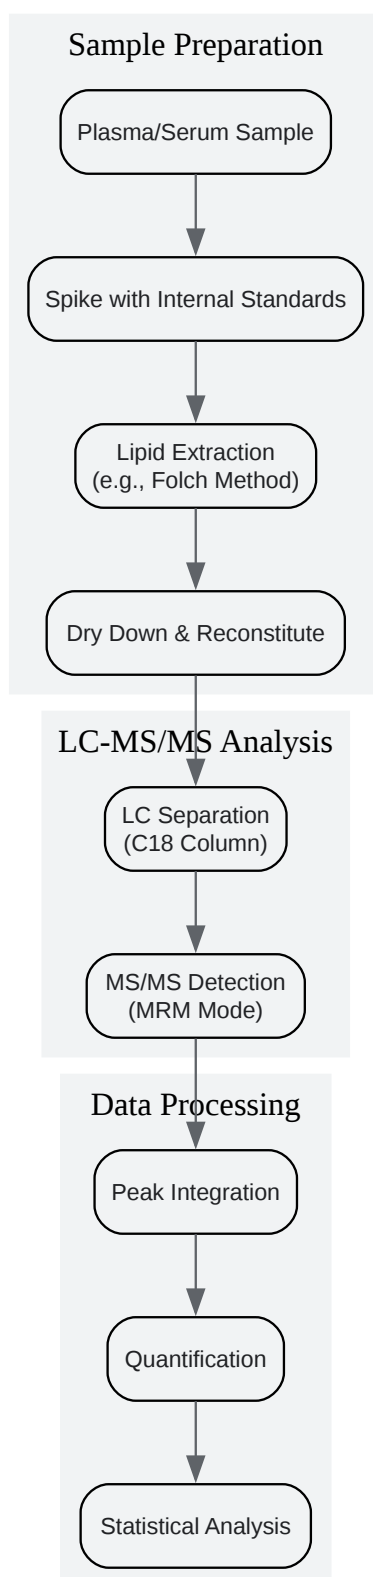 Sample Preparation
Plasma/Serum Sample
Spike with Internal Standards
Lipid Extraction
(e.g., Folch Method)
Dry Down & Reconstitute
LC-MS/MS Analysis
LC Separation
(C18 Column)
MS/MS Detection
(MRM Mode)
Data Processing
Peak Integration
Quantification
Statistical Analysis